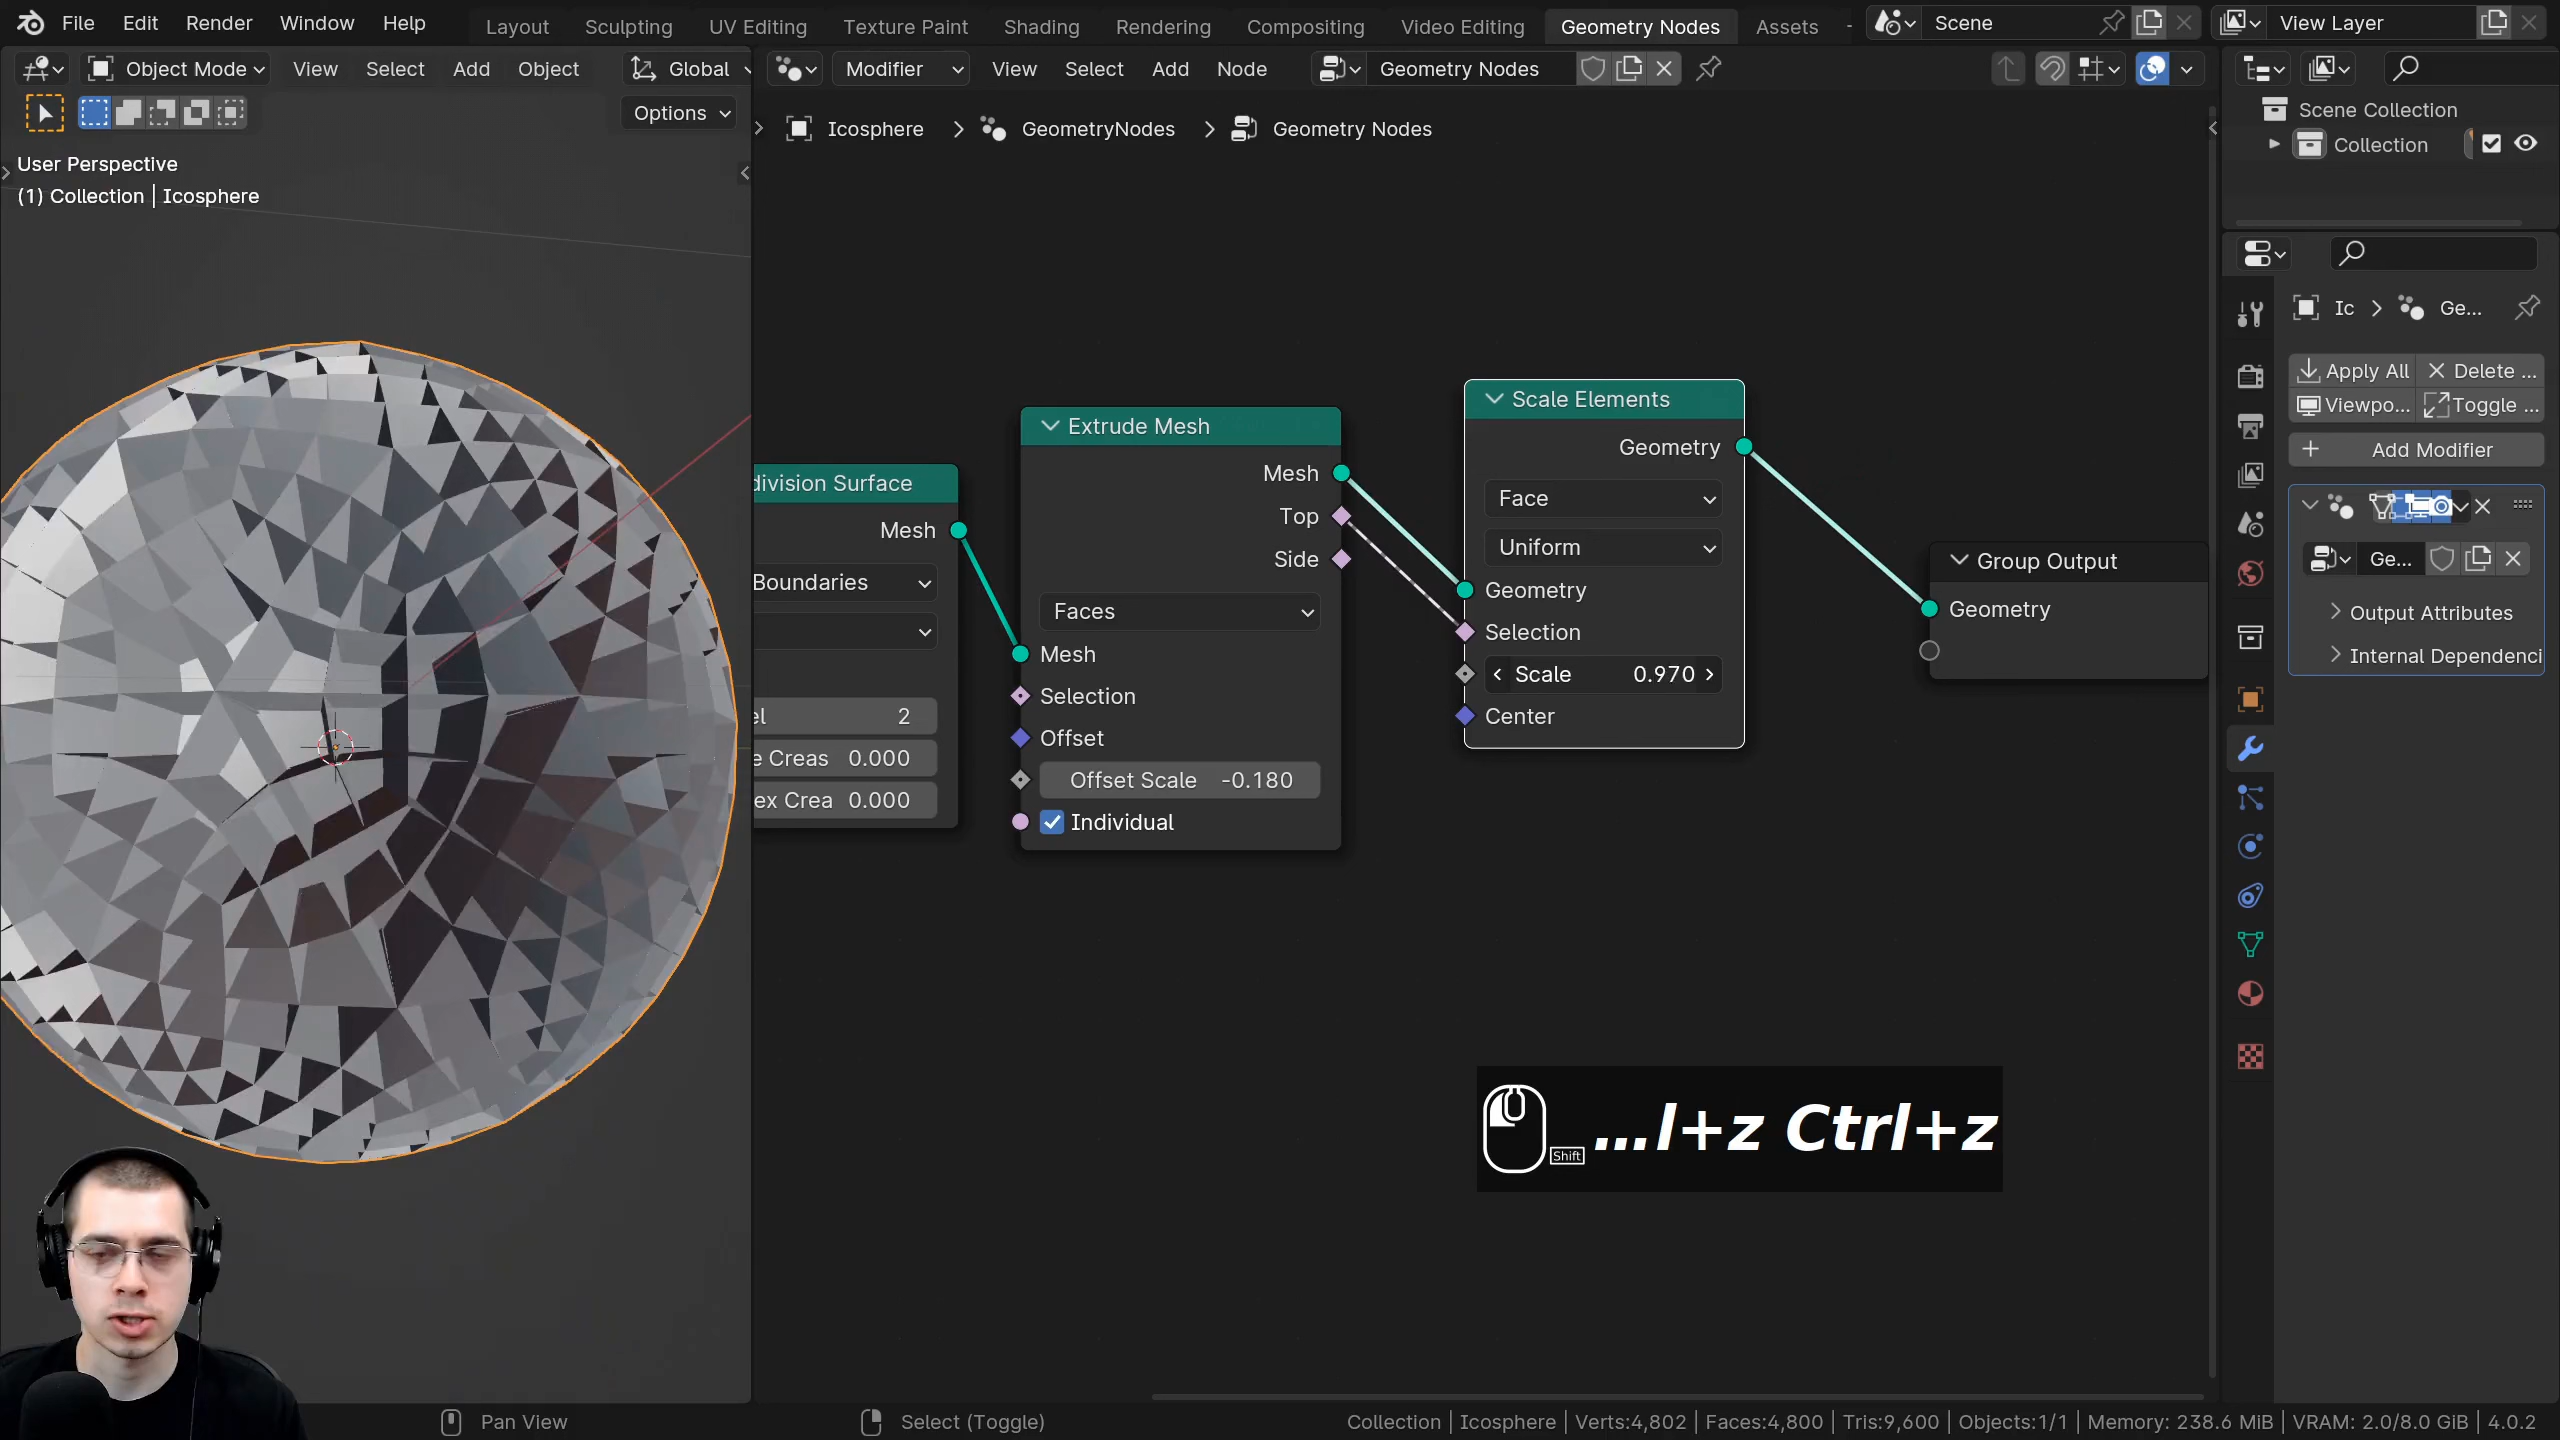 File Edit Render Window Help Layout Sculpting UV Editing Texture Paint Shading Rendering Compositing Video Editing Geometry Nodes Assets Scene View Layer
Object Mode View Select Add Object Global Modifier View Select Add Node Geometry Nodes
Options
Scene Collection
Collection
Icosphere GeometryNodes Geometry Nodes
User Perspective
(1) Collection | Icosphere
Ic Ge...
Apply All Delete ...
Viewpo... Toggle ...
Add Modifier
Ge...
Output Attributes
Internal Dependenci
division Surface
Mesh
Boundaries
el 2
e Creas 0.000
ex Crea 0.000
Extrude Mesh
Mesh
Top
Side
Faces
Mesh
Selection
Offset
Offset Scale -0.180
Individual
Scale Elements
Geometry
Face
Uniform
Geometry
Selection
Scale 0.970
Center
Group Output
Geometry
Shift
...l+z Ctrl+z
Pan View Select (Toggle) Collection | Icosphere | Verts:4,802 | Faces:4,800 | Tris:9,600 | Objects:1/1 | Memory: 238.6 MiB | VRAM: 2.0/8.0 GiB | 4.0.2